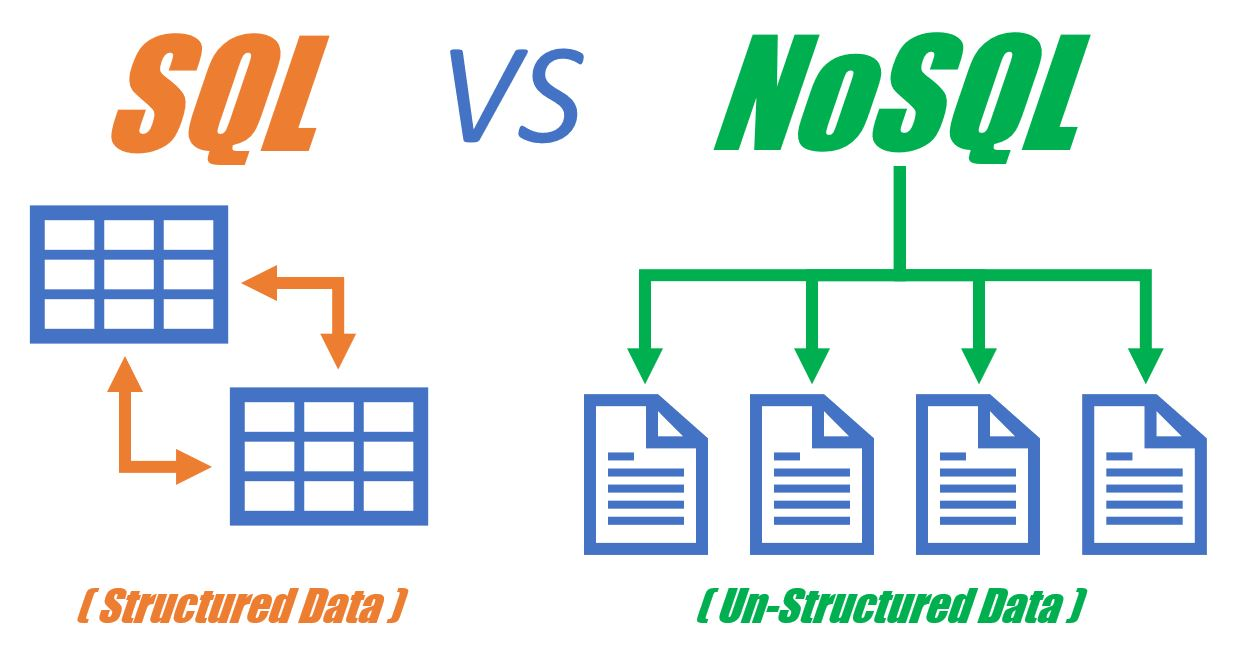 SQL VS NoSQL
( Structured Data )
( Un-Structured Data )